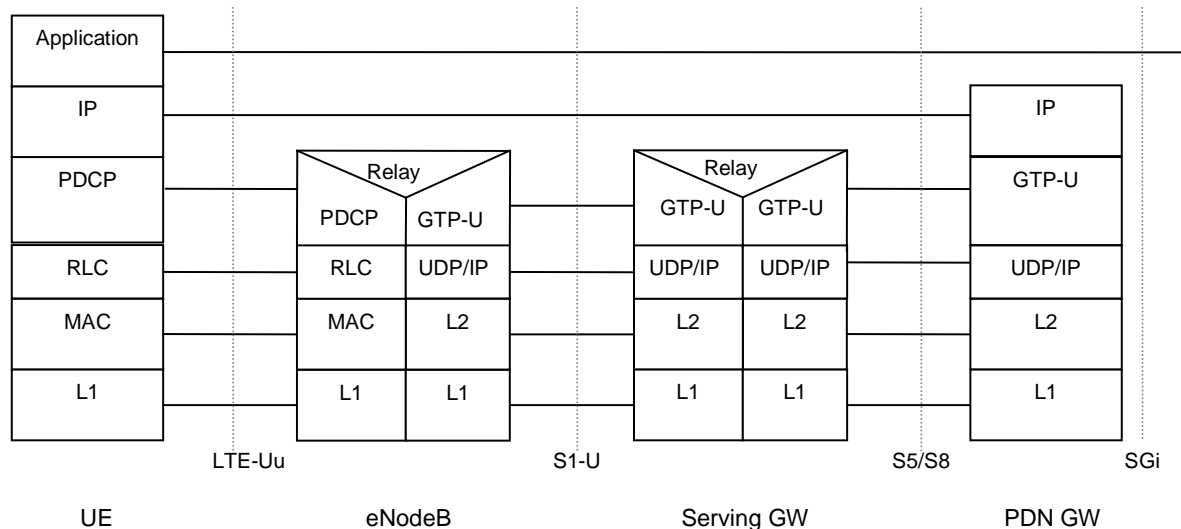 Application
IP
IP
Relay
Relay
PDCP
GTP-U
PDCP
GTP-U
GTP-U
GTP-U
RLC
RLC
UDP/IP
UDP/IP
UDP/IP
UDP/IP
MAC
MAC
L2
L2
L2
L2
L1
L1
L1
L1
L1
L1
LTE-Uu
S1-U
S5/S8
SGi
UE
eNodeB
Serving GW
PDN GW